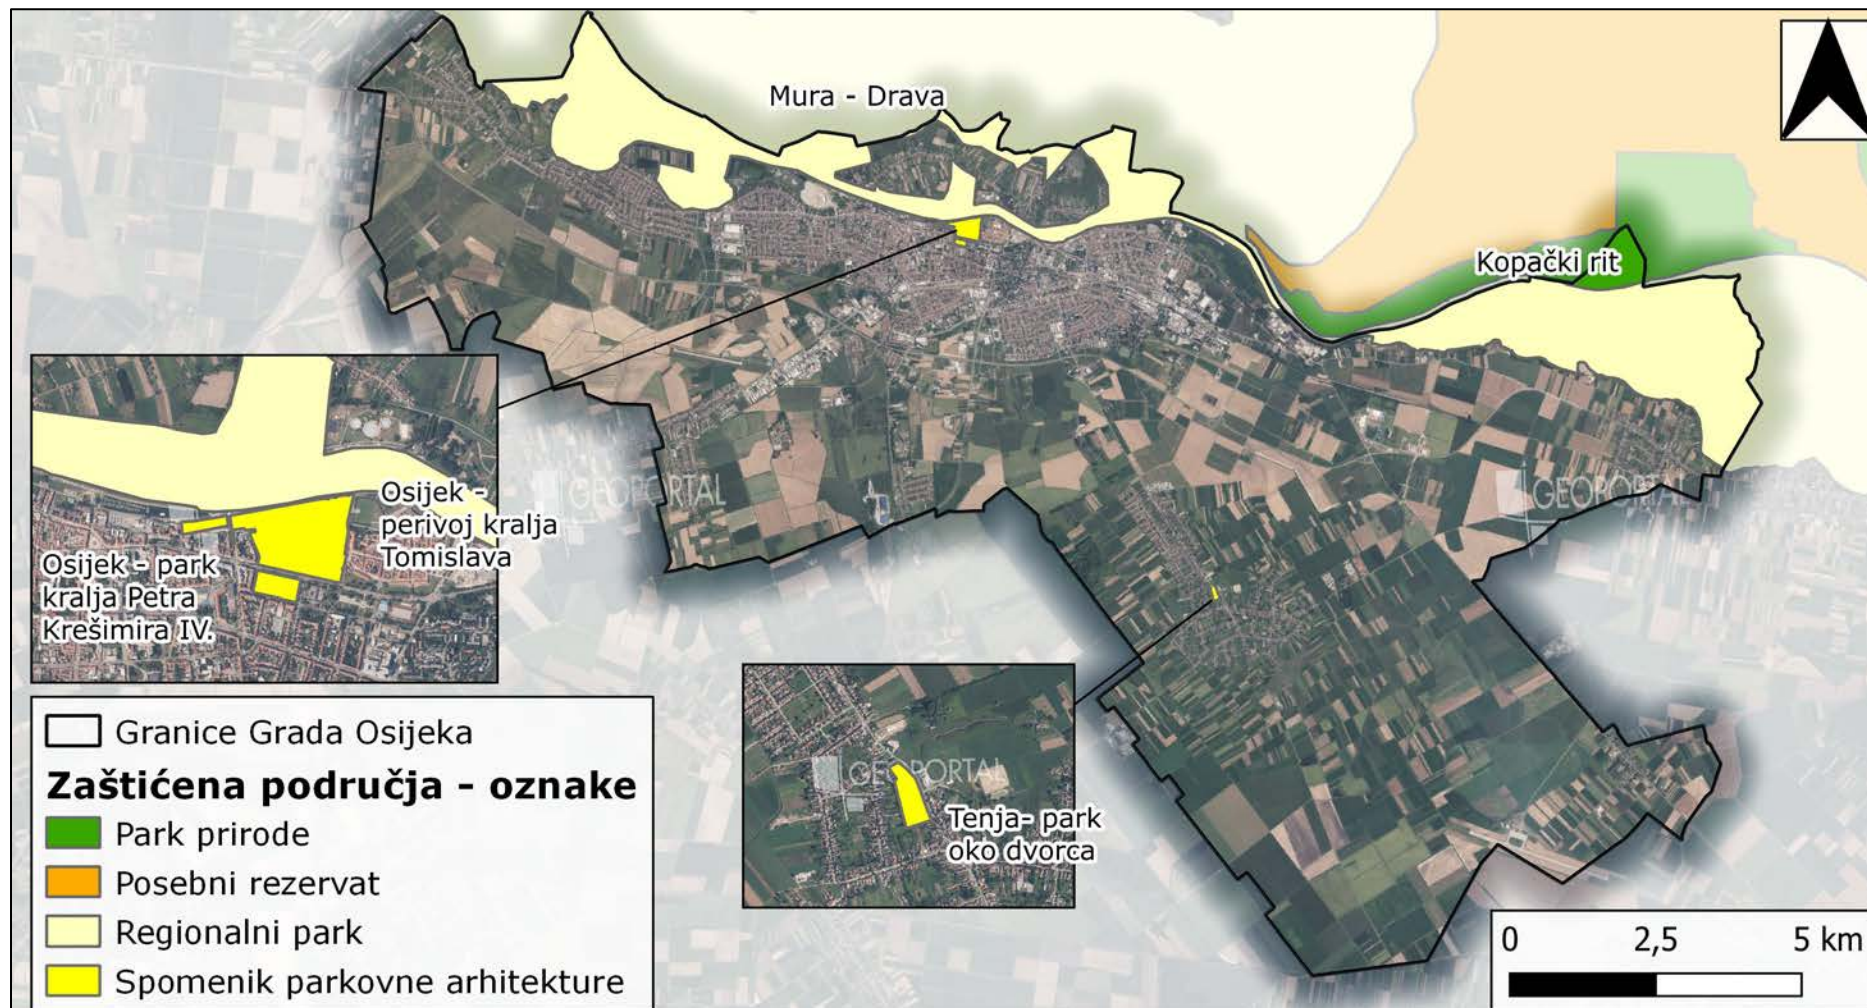 Mura - Drava
Kopački rit
GEOPORTAL
GEOPORTAL
Osijek -
perivoj kralja
Tomislava
Osijek - park
kralja Petra
Krešimira IV.
GEOPORTAL
Tenja- park
oko dvorca
Granice Grada Osijeka
Zaštićena područja - oznake
Park prirode
Posebni rezervat
Regionalni park
Spomenik parkovne arhitekture
0 2,5 5 km